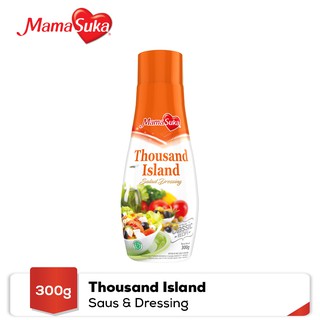 MamaSuka
MamaSuka
Thousand
Island
Salad Dressing
300g
300g
Thousand Island
Saus & Dressing